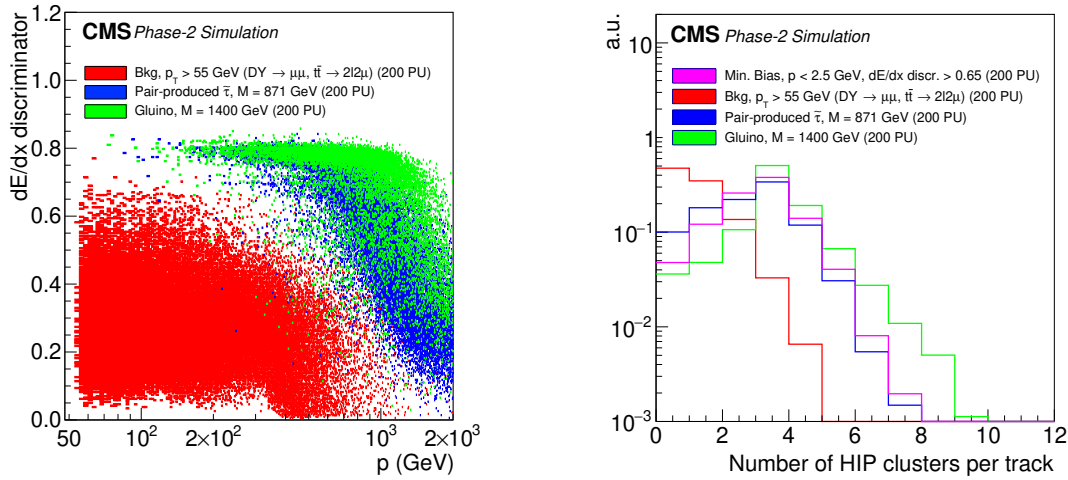 CMS Phase-2 Simulation
Bkg, p_T > 55 GeV (DY → μμ, tt̄ → 2l2μ) (200 PU)
Pair-produced τ̃, M = 871 GeV (200 PU)
Gluino, M = 1400 GeV (200 PU)
dE/dx discriminator
1.2
1.0
0.8
0.6
0.4
0.2
0.0
50 10² 2×10² 10³ 2×10³
p (GeV)
CMS Phase-2 Simulation
Min. Bias, p < 2.5 GeV, dE/dx discr. > 0.65 (200 PU)
Bkg, p_T > 55 GeV (DY → μμ, tt̄ → 2l2μ) (200 PU)
Pair-produced τ̃, M = 871 GeV (200 PU)
Gluino, M = 1400 GeV (200 PU)
a.u.
10
1
10⁻¹
10⁻²
10⁻³
0 2 4 6 8 10 12
Number of HIP clusters per track